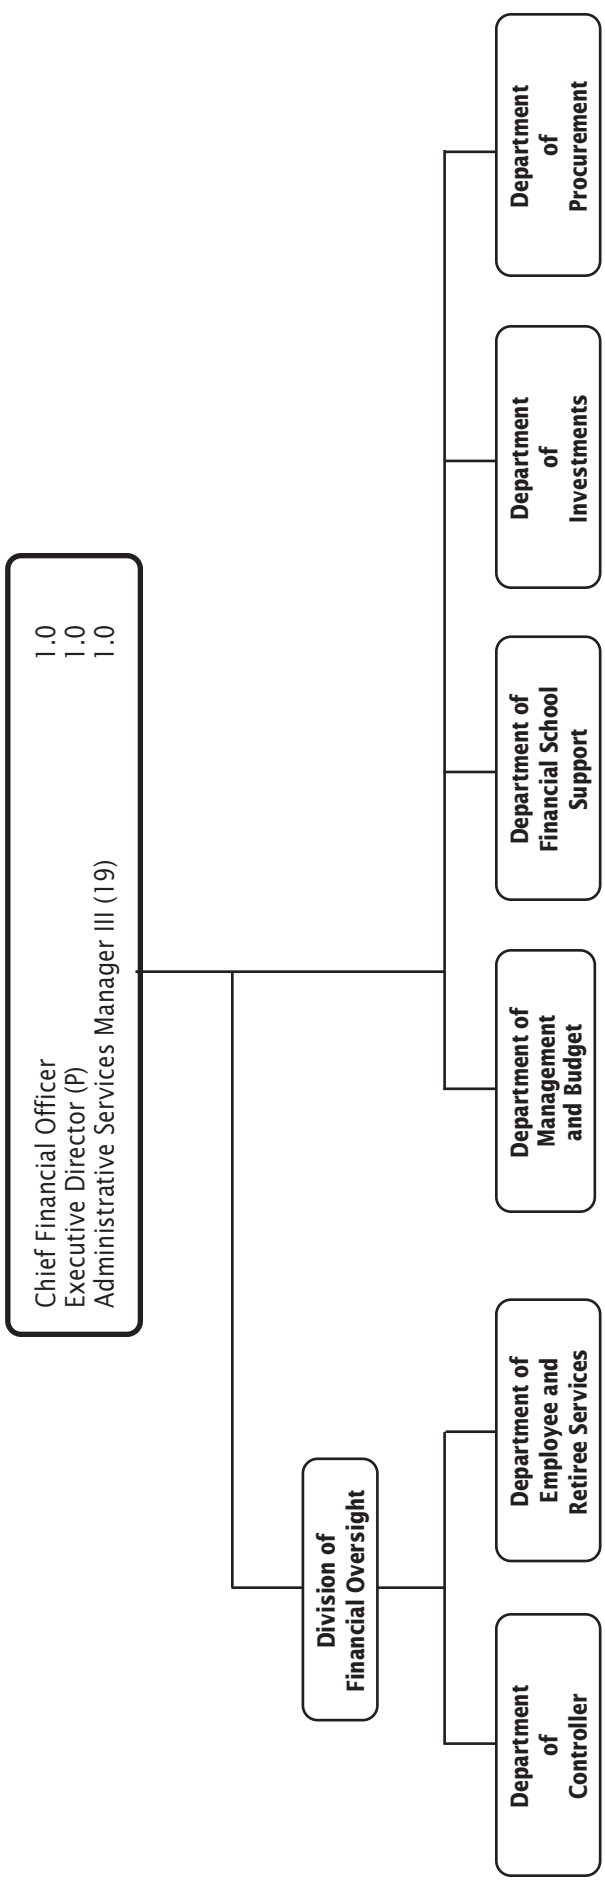 Chief Financial Officer 1.0
Executive Director (P) 1.0
Administrative Services Manager III (19) 1.0
Division of
Financial Oversight
Department
of
Controller
Department of
Employee and
Retiree Services
Department of
Management
and Budget
Department of
Financial School
Support
Department
of
Investments
Department
of
Procurement